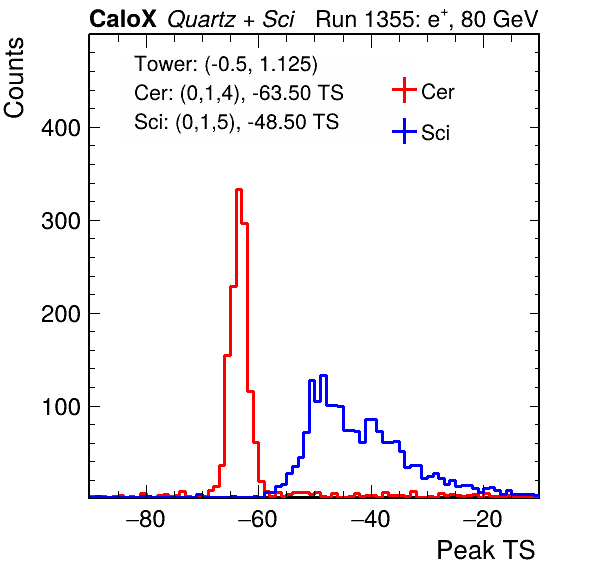 CaloX Quartz + Sci Run 1355: e⁺, 80 GeV
Counts
Tower: (-0.5, 1.125)
Cer: (0,1,4), -63.50 TS
Sci: (0,1,5), -48.50 TS
Cer
Sci
400
300
200
100
−80 −60 −40 −20
Peak TS